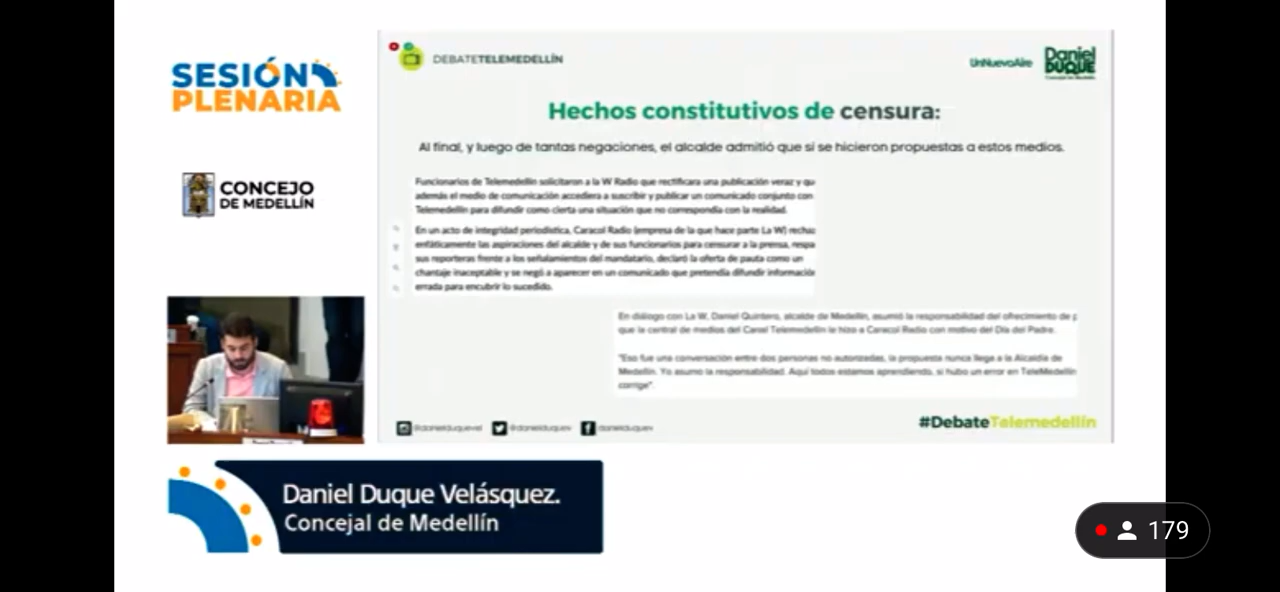 SESIÓN
PLENARIA
CONCEJO
DE MEDELLÍN
DEBATETELEMEDELLÍN
UnNuevoAire
Daniel
DUQUE
Hechos constitutivos de censura:
Al final, y luego de tantas negaciones, el alcalde admitió que sí se hicieron propuestas a estos medios.
Funcionarios de Telemedellín solicitaron a la W Radio que rectificara una publicación veraz y qu
además el medio de comunicación accediera a suscribir y publicar un comunicado conjunto con
Telemedellín para difundir como cierta una situación que no correspondía con la realidad.
En un acto de integridad periodística, Caracol Radio (empresa de la que hace parte La W) rechaz
enfáticamente las aspiraciones del alcalde y de sus funcionarios para censurar a la prensa, respa
sus reporteras frente a los señalamientos del mandatario, declaró la oferta de pauta como un
chantaje inaceptable y se negó a aparecer en un comunicado que pretendía difundir informació
errada para encubrir lo sucedido.
En diálogo con La W, Daniel Quintero, alcalde de Medellín, asumió la responsabilidad del ofrecimiento de p
que la central de medios del Canal Telemedellín le hizo a Caracol Radio con motivo del Día del Padre.
"Eso fue una conversación entre dos personas no autorizadas, la propuesta nunca llega a la Alcaldía de
Medellín. Yo asumo la responsabilidad. Aquí todos estamos aprendiendo, si hubo un error en TeleMedellín
corrige".
@danielduquevel @danielduquev danielduquev
#DebateTelemedellín
Daniel Duque Velásquez.
Concejal de Medellín
179